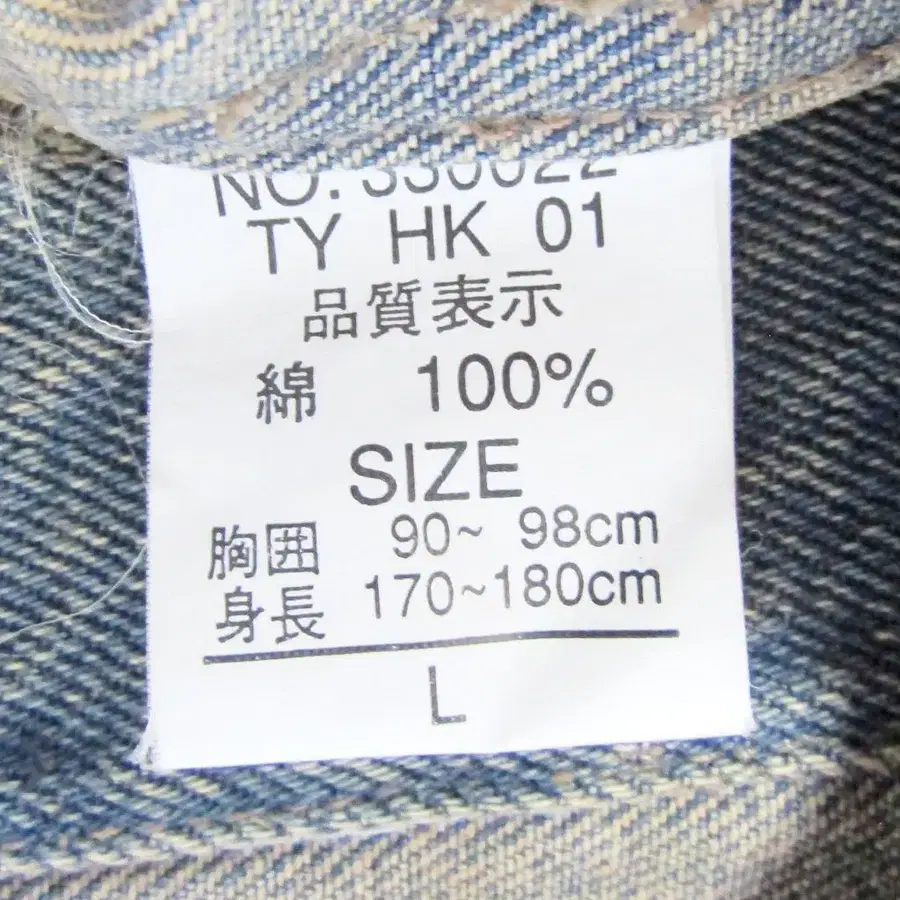 NO. 330022
TY HK 01
品質表示
綿 100%
SIZE
胸囲 90~ 98cm
身長 170~180cm
L